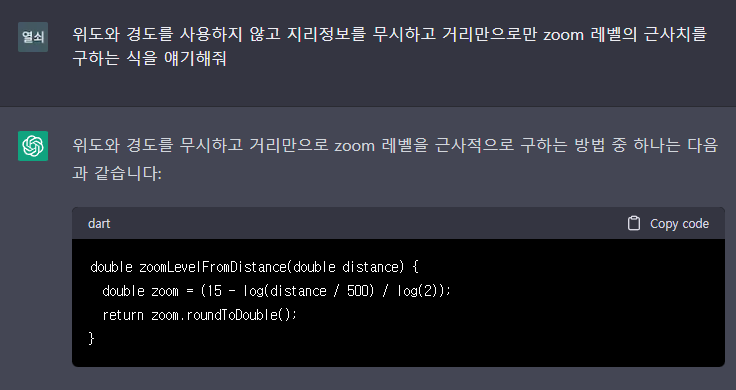 열쇠
위도와 경도를 사용하지 않고 지리정보를 무시하고 거리만으로만 zoom 레벨의 근사치를
구하는 식을 얘기해줘
위도와 경도를 무시하고 거리만으로 zoom 레벨을 근사적으로 구하는 방법 중 하나는 다음
과 같습니다:
dart
Copy code
double zoomLevelFromDistance(double distance) {
  double zoom = (15 - log(distance / 500) / log(2));
  return zoom.roundToDouble();
}